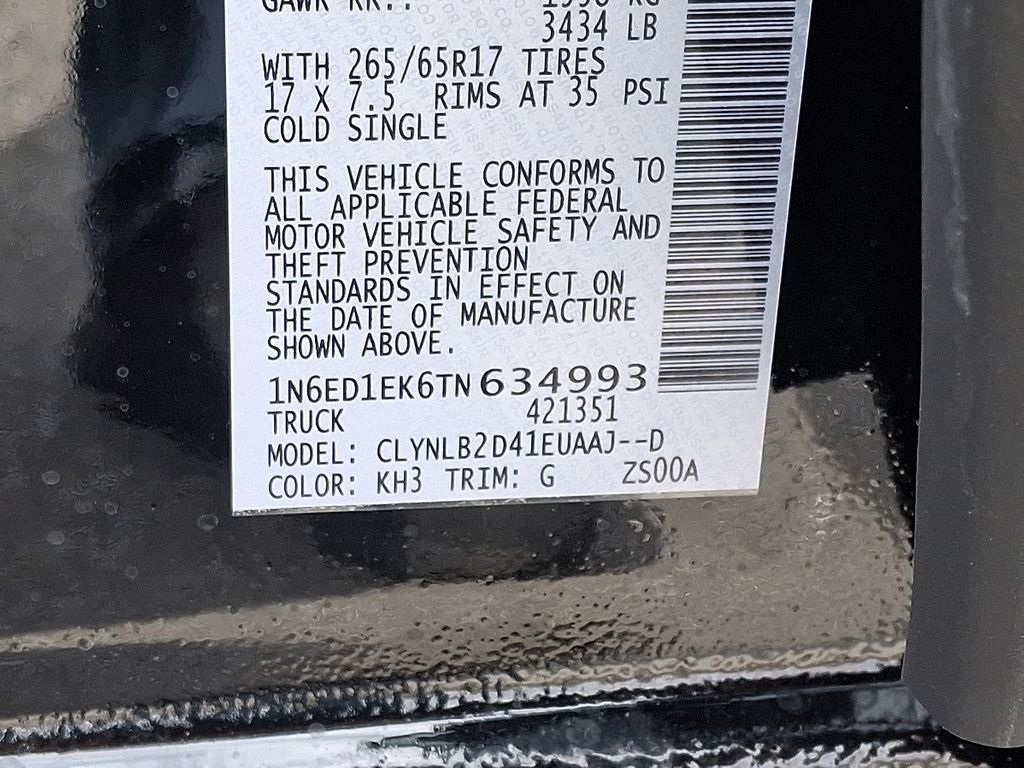 GAWR RR.:
3434 LB
WITH 265/65R17 TIRES
17 X 7.5 RIMS AT 35 PSI
COLD SINGLE
THIS VEHICLE CONFORMS TO
ALL APPLICABLE FEDERAL
MOTOR VEHICLE SAFETY AND
THEFT PREVENTION
STANDARDS IN EFFECT ON
THE DATE OF MANUFACTURE
SHOWN ABOVE.
1N6ED1EK6TN634993
TRUCK 421351
MODEL: CLYNLB2D41EUAAJ--D
COLOR: KH3 TRIM: G ZS00A